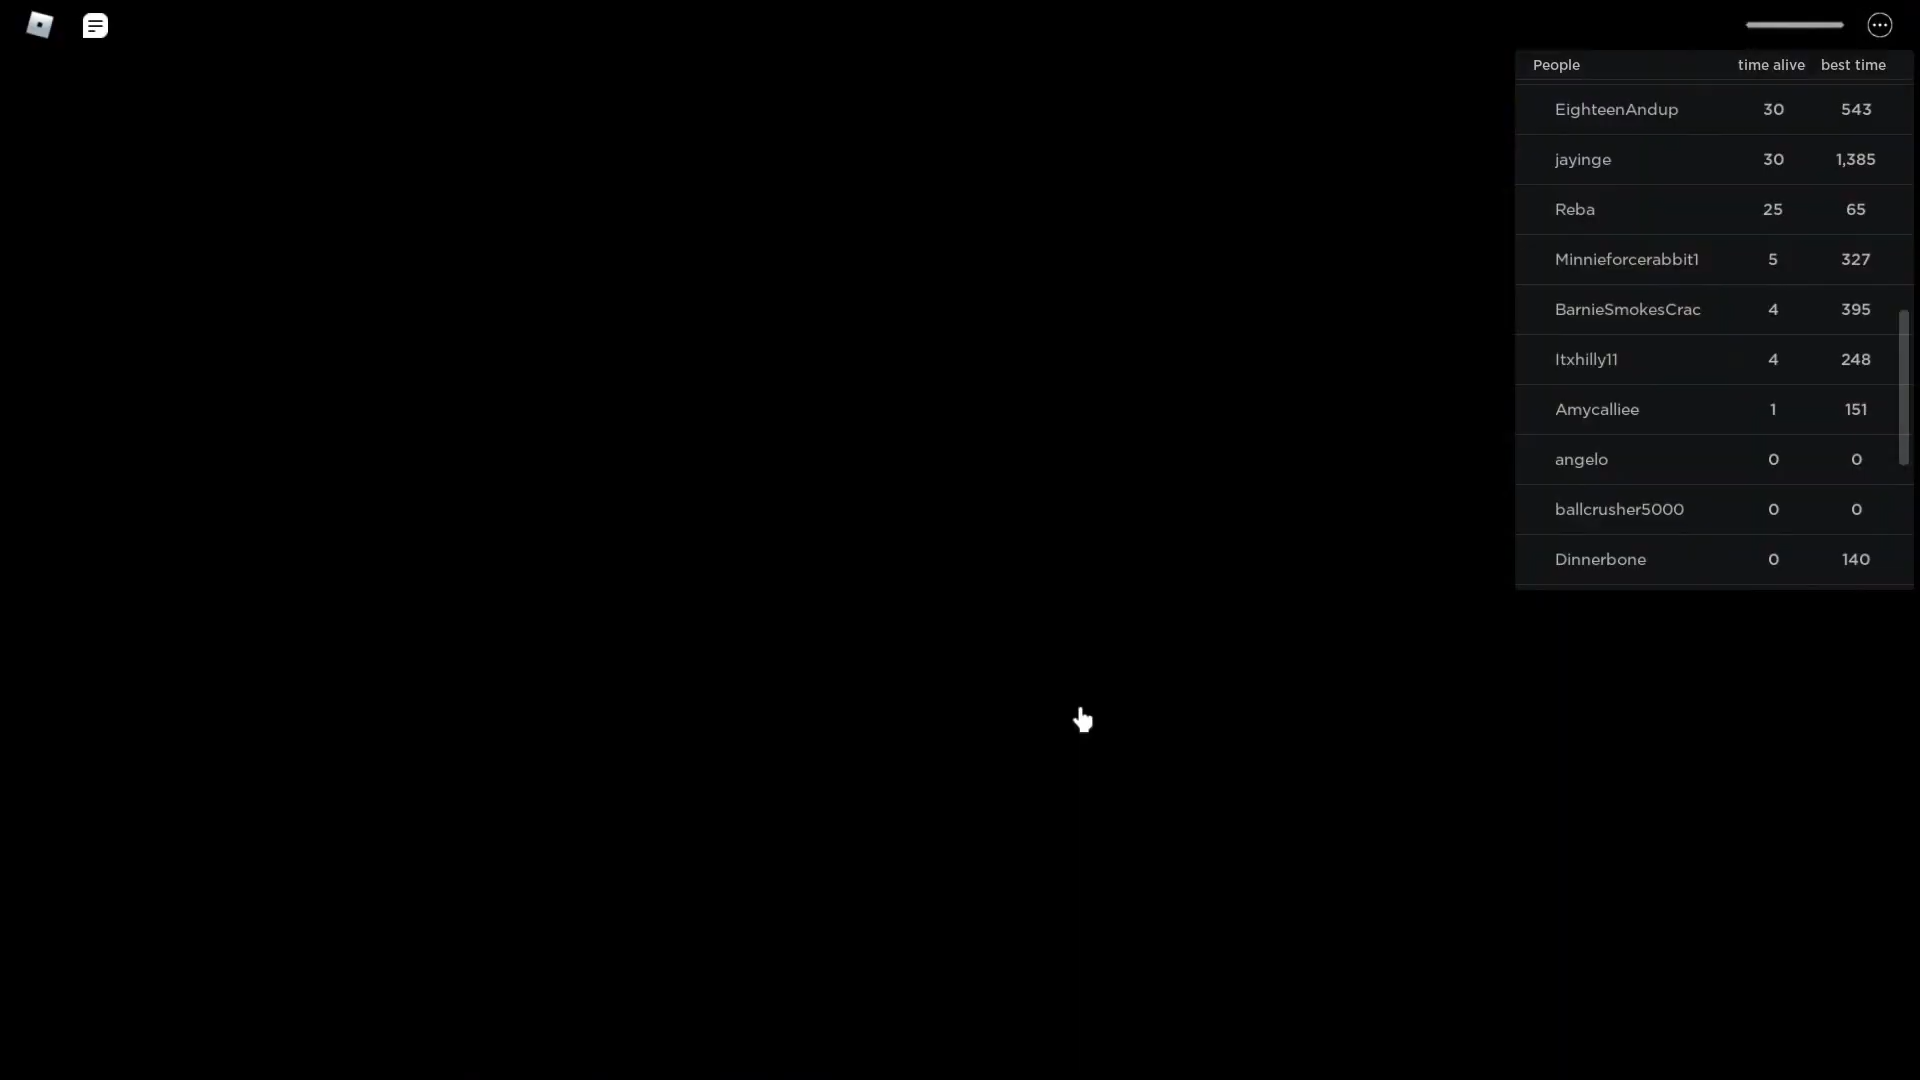 People time alive best time
EighteenAndup 30 543
jayinge 30 1,385
Reba 25 65
Minnieforcerabbit1 5 327
BarnieSmokesCrac 4 395
Itxhilly11 4 248
Amycalliee 1 151
angelo 0 0
ballcrusher5000 0 0
Dinnerbone 0 140